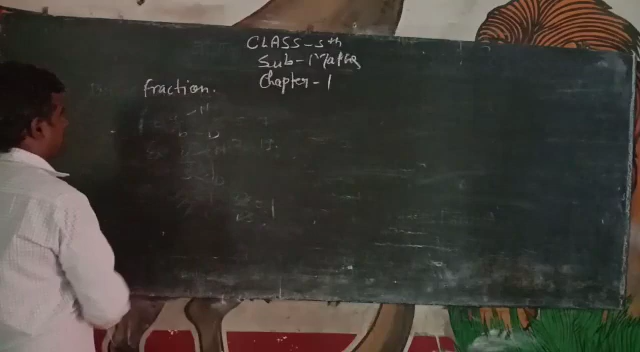 CLASS - 5th
Sub - Maths
Chapter - 1
fraction.